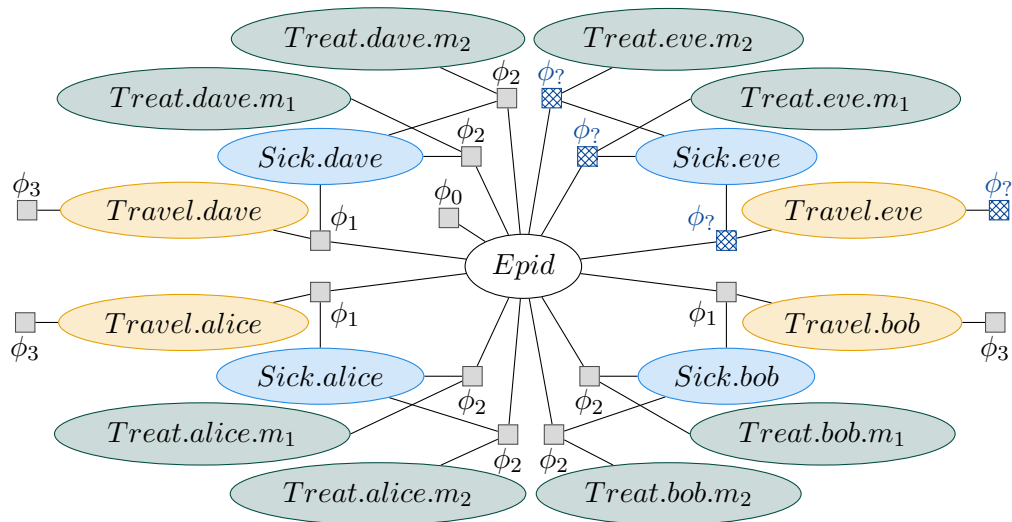 Treat.dave.m₂
Treat.eve.m₂
ϕ₂
ϕ?
Treat.dave.m₁
Treat.eve.m₁
ϕ₂
ϕ?
Sick.dave
Sick.eve
ϕ₃
ϕ₀
ϕ?
Travel.dave
ϕ₁
ϕ?
Travel.eve
Epid
Travel.alice
ϕ₁
ϕ₁
Travel.bob
ϕ₃
ϕ₃
Sick.alice
Sick.bob
ϕ₂
ϕ₂
Treat.alice.m₁
Treat.bob.m₁
ϕ₂
ϕ₂
Treat.alice.m₂
Treat.bob.m₂